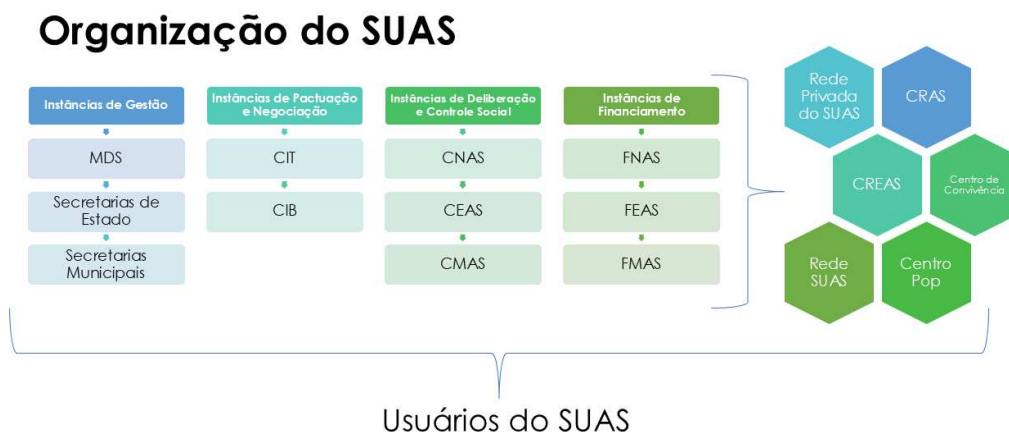 Organização do SUAS
Instâncias de Gestão
MDS
Secretarias de
Estado
Secretarias
Municipais
Instâncias de Pactuação
e Negociação
CIT
CIB
Instâncias de Deliberação
e Controle Social
CNAS
CEAS
CMAS
Instâncias de
Financiamento
FNAS
FEAS
FMAS
Rede
Privada
do SUAS
CRAS
CREAS
Centro de
Convivência
Rede
SUAS
Centro
Pop
Usuários do SUAS